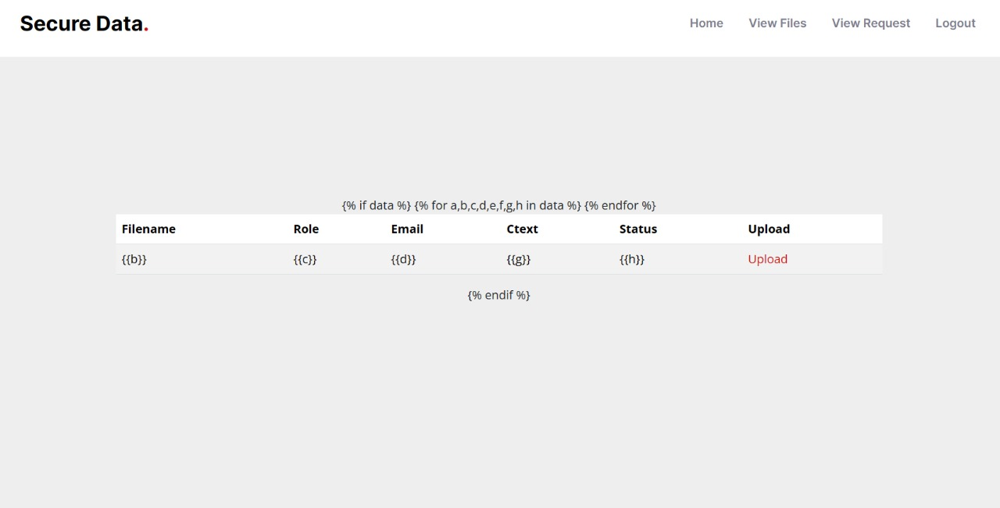 Secure Data. Home View Files View Request Logout
{% if data %} {% for a,b,c,d,e,f,g,h in data %} {% endfor %}
Filename Role Email Ctext Status Upload
{{b}} {{c}} {{d}} {{g}} {{h}} Upload
{% endif %}